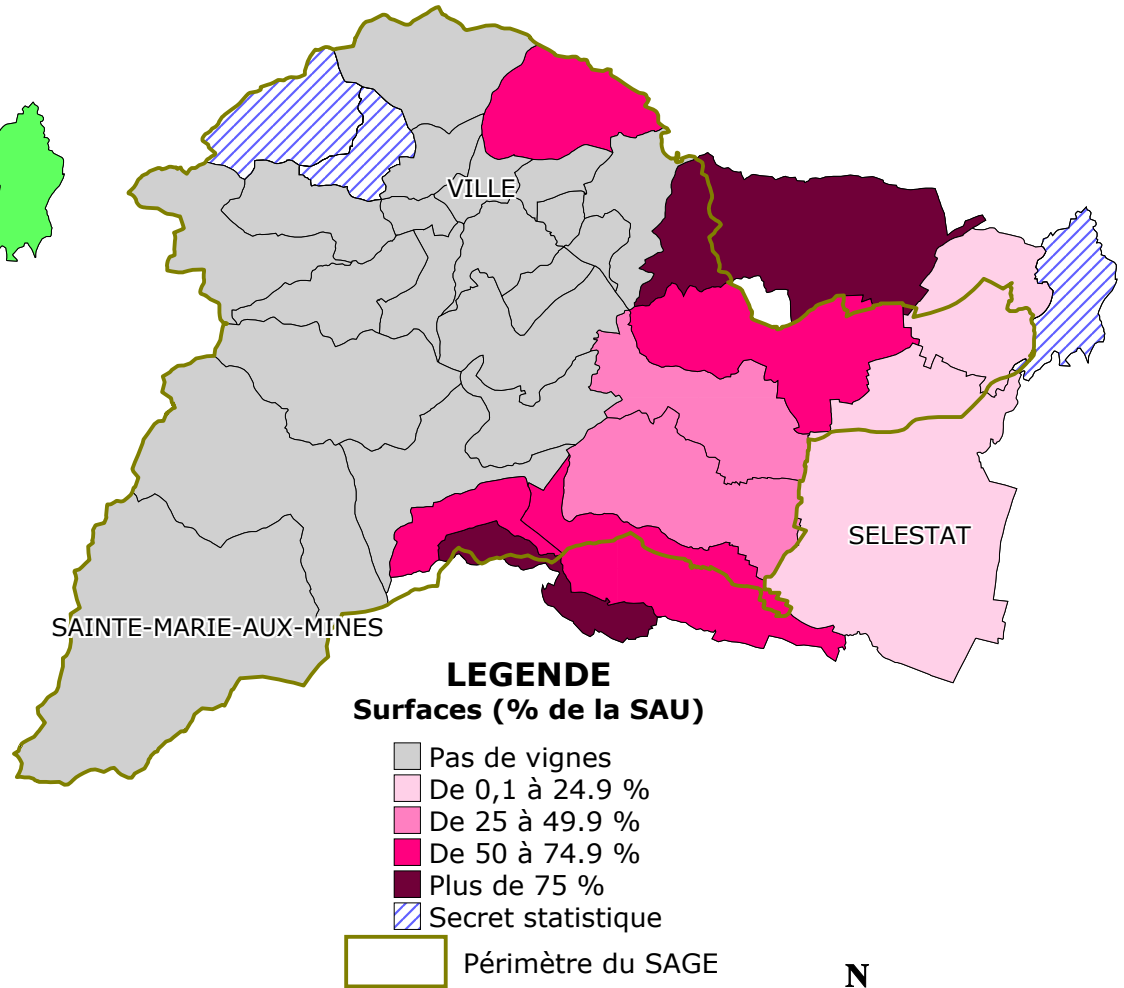 VILLE
SELESTAT
SAINTE-MARIE-AUX-MINES
LEGENDE
Surfaces (% de la SAU)
Pas de vignes
De 0,1 à 24.9 %
De 25 à 49.9 %
De 50 à 74.9 %
Plus de 75 %
Secret statistique
Périmètre du SAGE
N